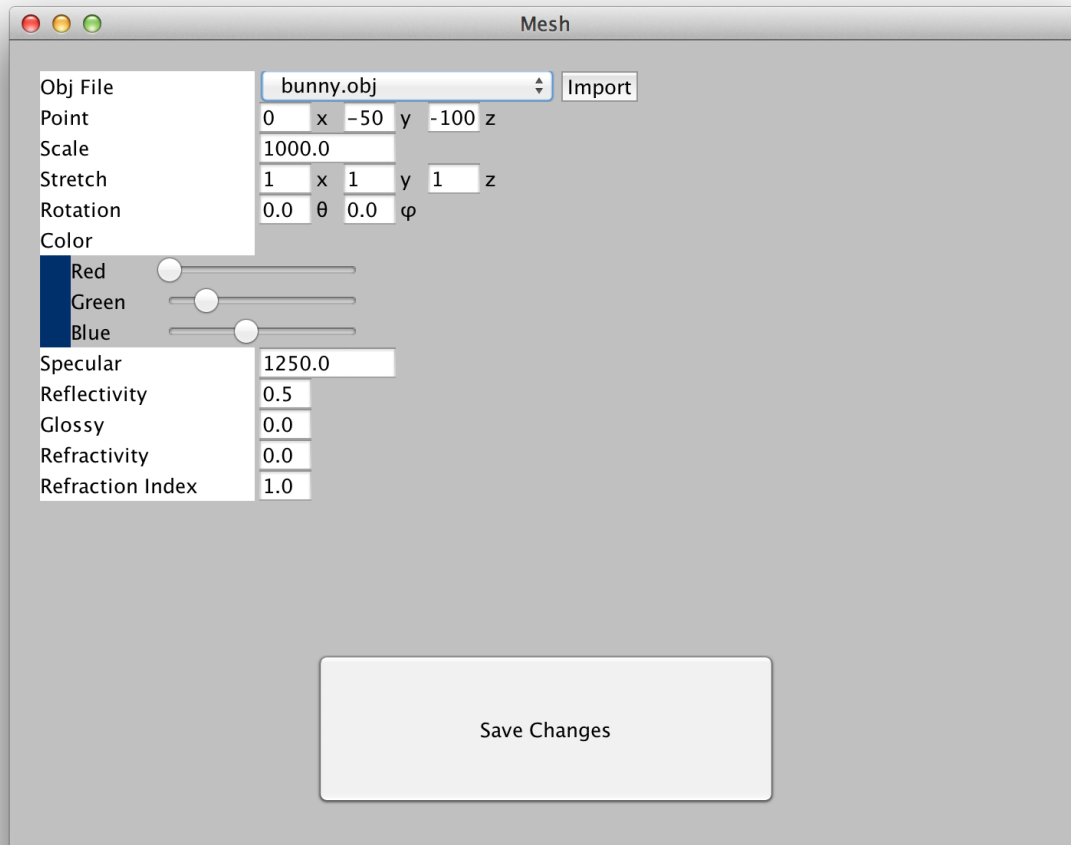 Mesh
Obj File bunny.obj Import
Point 0 x -50 y -100 z
Scale 1000.0
Stretch 1 x 1 y 1 z
Rotation 0.0 θ 0.0 φ
Color
Red
Green
Blue
Specular 1250.0
Reflectivity 0.5
Glossy 0.0
Refractivity 0.0
Refraction Index 1.0
Save Changes